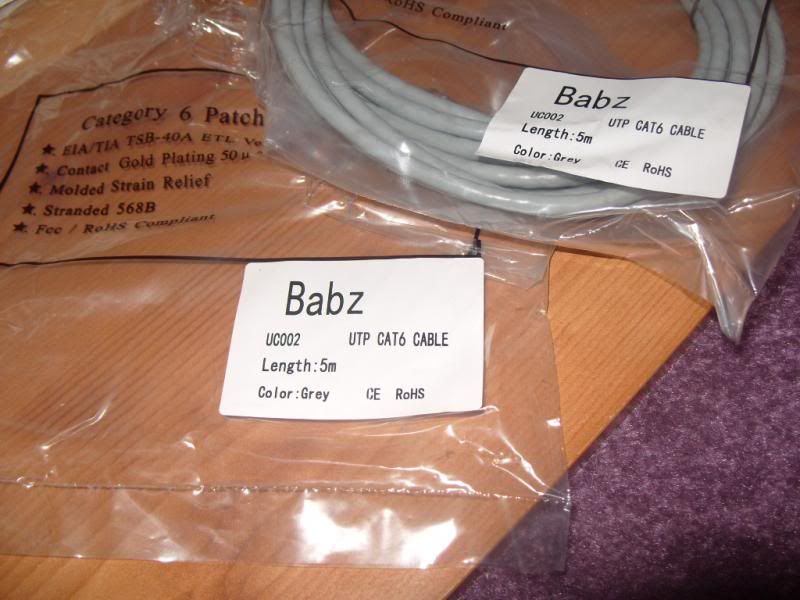 RoHS Compliant
Babz
UC002 UTP CAT6 CABLE
Length:5m
Color:Grey CE RoHS
Category 6 Patch
EIA/TIA TSB-40A ETL Ve
Contact Gold Plating 50μ
Molded Strain Relief
Stranded 568B
Fcc / RoHS Compliant
Babz
UC002 UTP CAT6 CABLE
Length:5m
Color:Grey CE RoHS